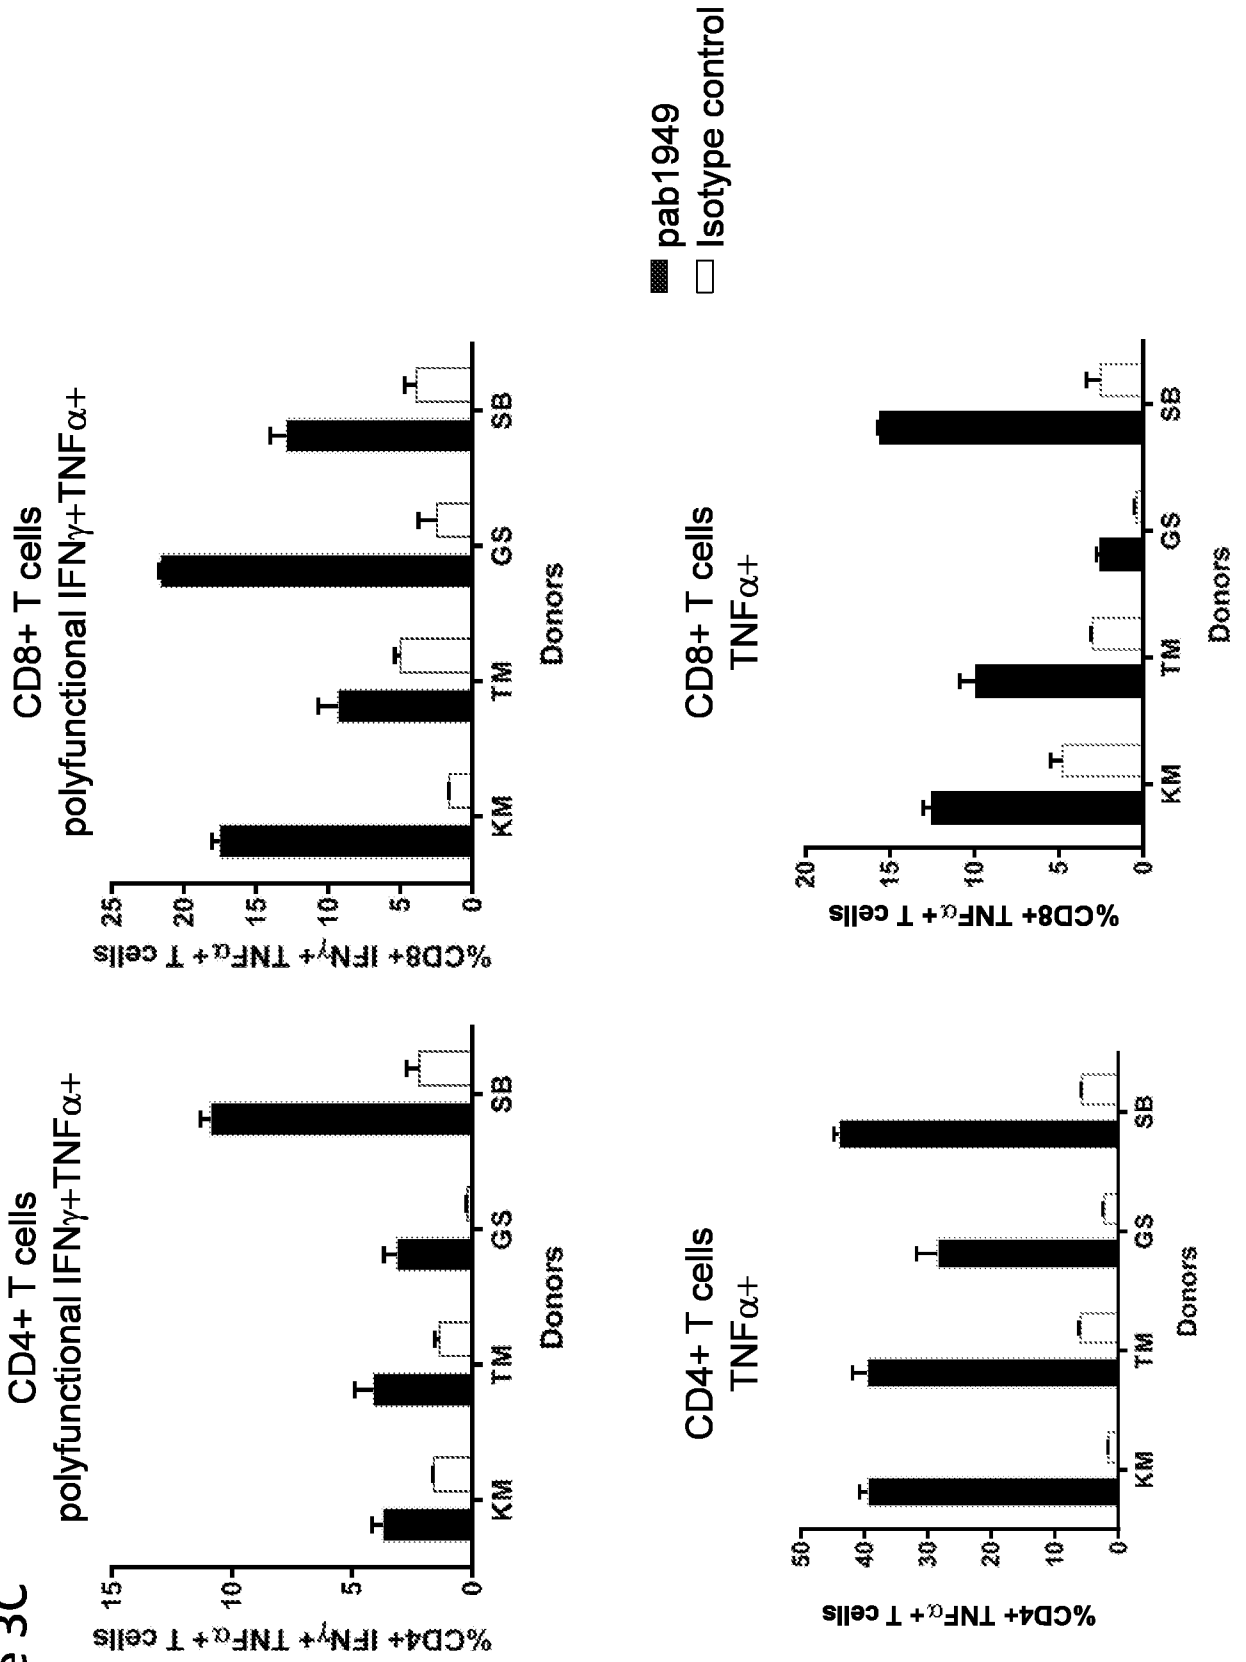 e 3C
CD4+ T cells
polyfunctional IFNγ+TNFα+
%CD4+ IFNγ+ TNFα+ T cells
15
10
5
0
KM TM GS SB
Donors
CD8+ T cells
polyfunctional IFNγ+TNFα+
%CD8+ IFNγ+ TNFα+ T cells
25
20
15
10
5
0
KM TM GS SB
Donors
CD4+ T cells
TNFα+
%CD4+ TNFα+ T cells
50
40
30
20
10
0
KM TM GS SB
Donors
CD8+ T cells
TNFα+
%CD8+ TNFα+ T cells
20
15
10
5
0
KM TM GS SB
Donors
pab1949
Isotype control